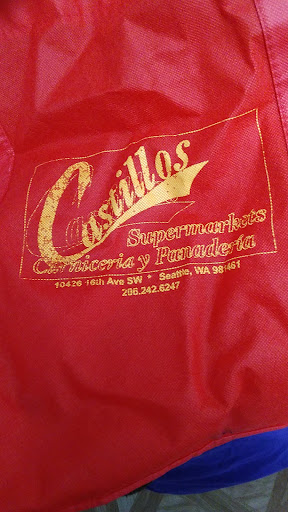 Castillos
Supermarkets
Carniceria y Panaderia
10426 16th Ave SW * Seattle, WA 98146
206.242.6247